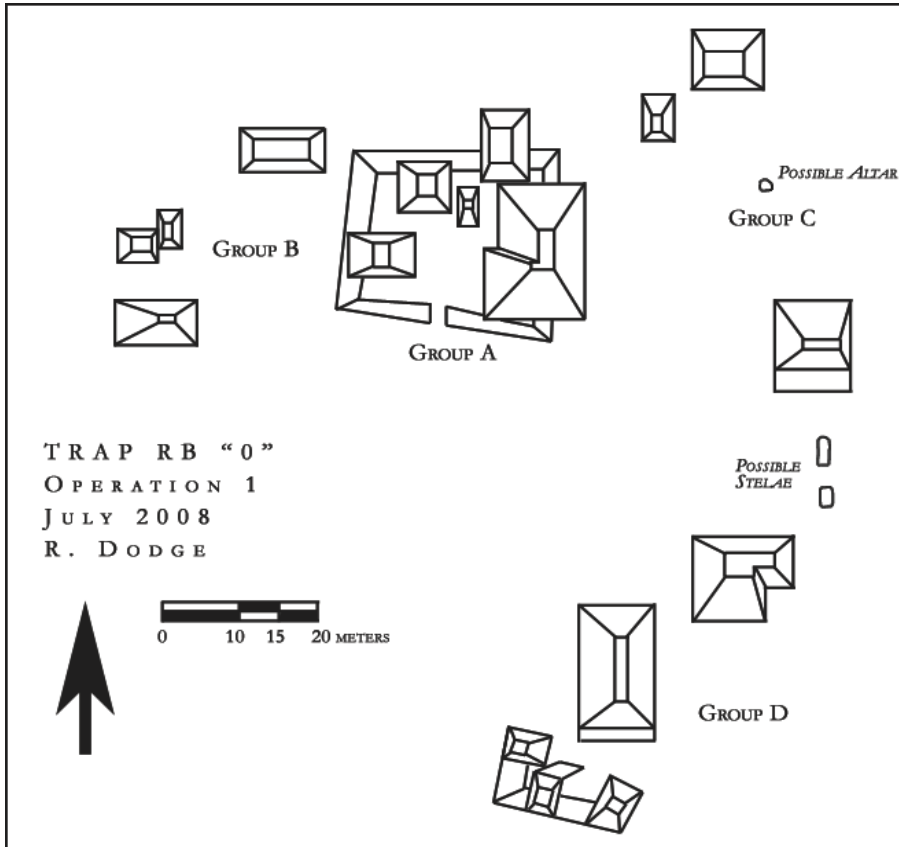 Possible Altar
Group C
Group B
Group A
TRAP RB “0”
Operation 1
July 2008
R. Dodge
Possible
Stelae
0 10 15 20 meters
Group D